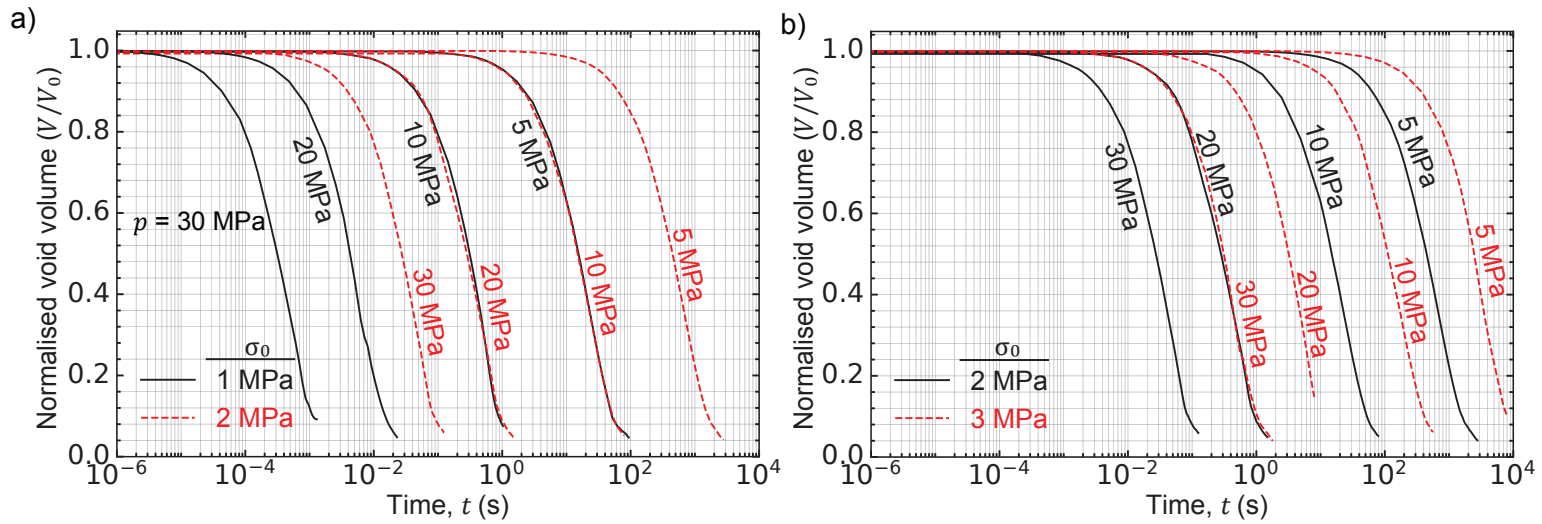 a)
Normalised void volume (V/V₀)
1.0
0.8
0.6
0.4
0.2
0.0
p = 30 MPa
20 MPa
10 MPa
5 MPa
30 MPa
20 MPa
10 MPa
5 MPa
σ₀
1 MPa
2 MPa
10⁻⁶
10⁻⁴
10⁻²
10⁰
10²
10⁴
Time, t (s)
b)
Normalised void volume (V/V₀)
1.0
0.8
0.6
0.4
0.2
0.0
30 MPa
20 MPa
10 MPa
5 MPa
30 MPa
20 MPa
10 MPa
5 MPa
σ₀
2 MPa
3 MPa
10⁻⁶
10⁻⁴
10⁻²
10⁰
10²
10⁴
Time, t (s)